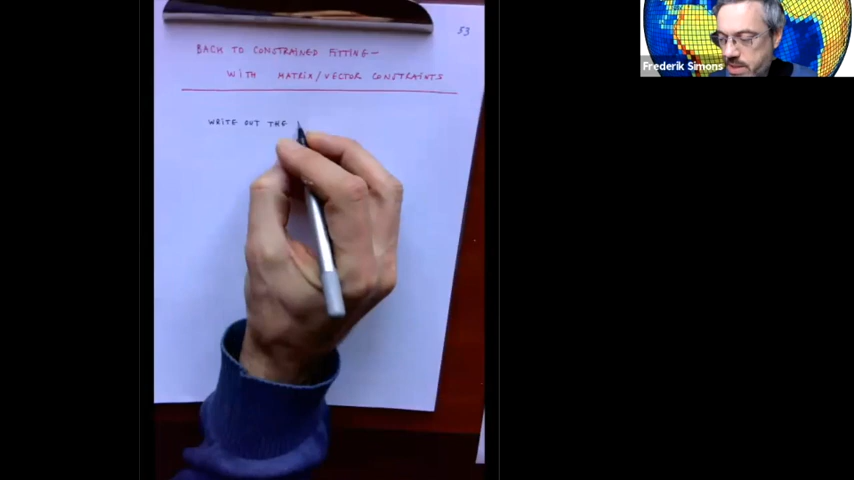 53
BACK TO CONSTRAINED FITTING—
WITH MATRIX/VECTOR CONSTRAINTS
WRITE OUT THE
Frederik Simons